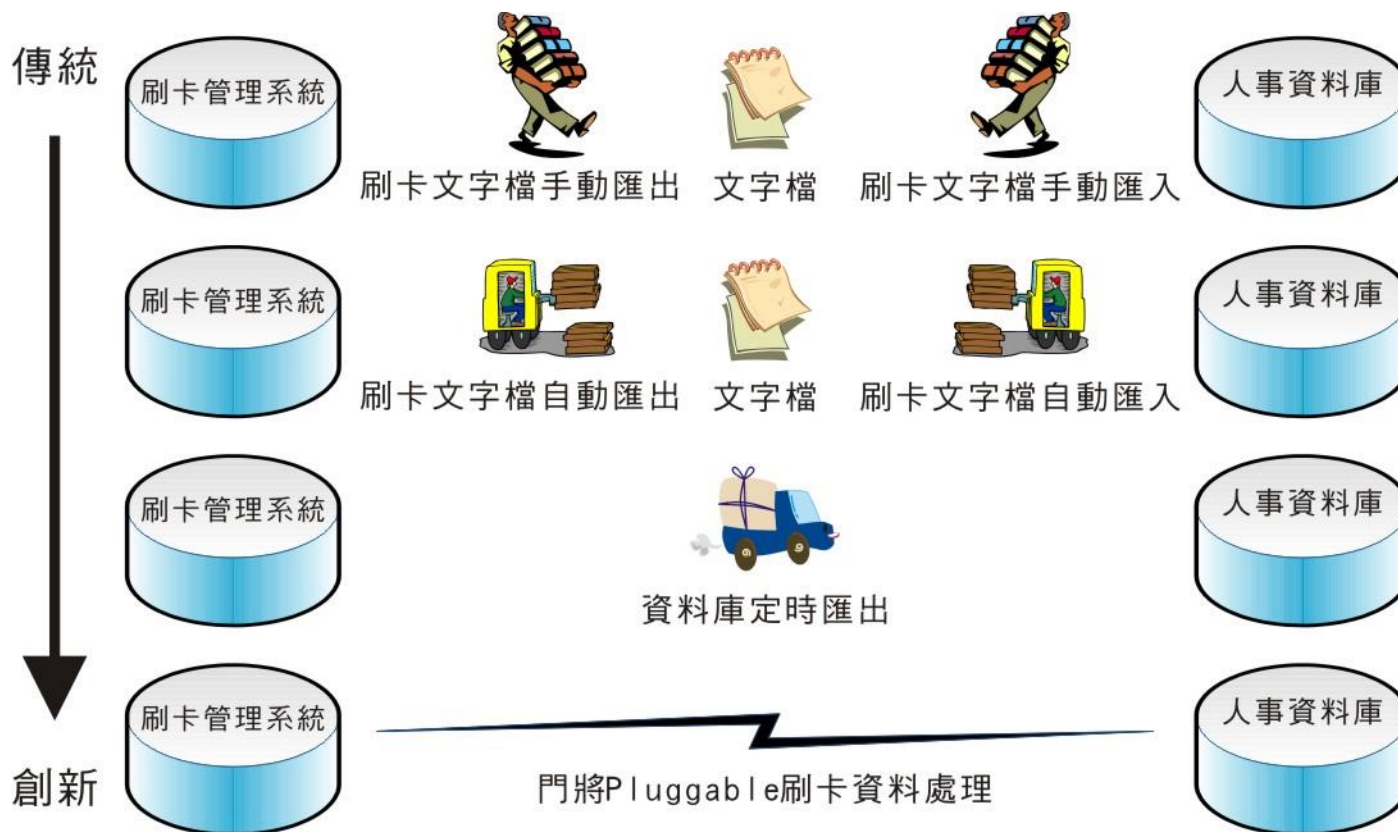 傳統
刷卡管理系統
人事資料庫
刷卡文字檔手動匯出
文字檔
刷卡文字檔手動匯入
刷卡管理系統
人事資料庫
刷卡文字檔自動匯出
文字檔
刷卡文字檔自動匯入
刷卡管理系統
人事資料庫
資料庫定時匯出
刷卡管理系統
人事資料庫
創新
門將Pluggable刷卡資料處理